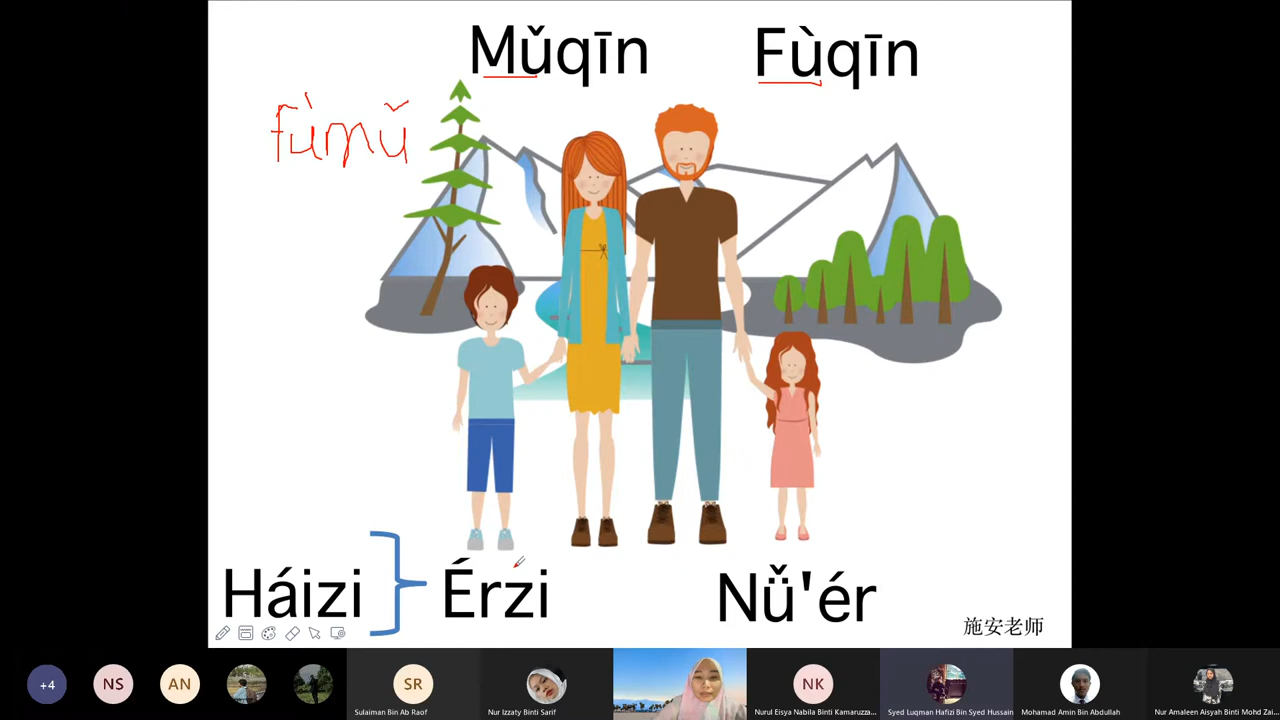 Mǔqīn Fùqīn
fùmǔ
Háizi Érzi Nǚ'ér
施安老师
+4 NS AN SR NK
Sulaiman Bin Ab Raof Nur Izzaty Binti Sarif Nurul Eisya Nabila Binti Kamaruzza... Syed Luqman Hafizi Bin Syed Hussain Mohamad Amin Bin Abdullah Nur Amaleen Aisyah Binti Mohd Zai...